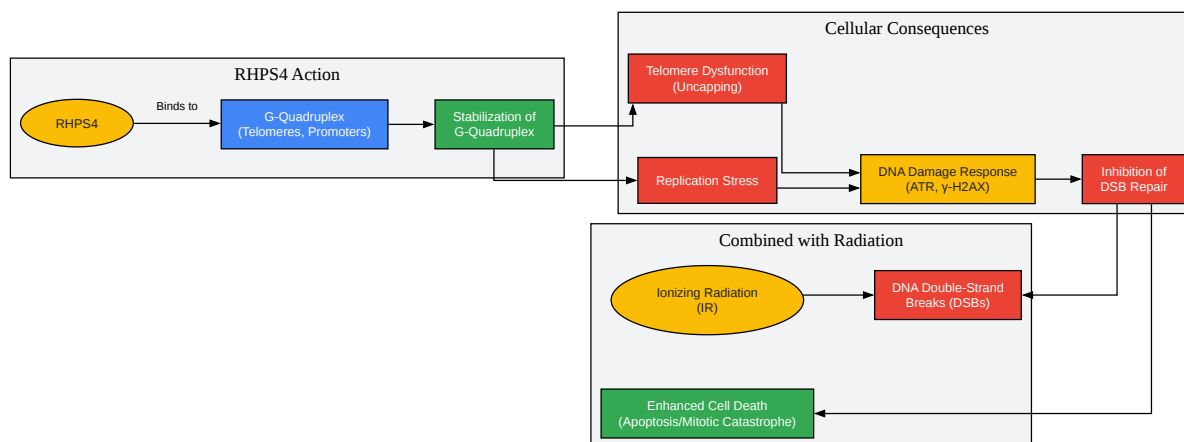 RHPS4 Action
RHPS4
Binds to
G-Quadruplex
(Telomeres, Promoters)
Stabilization of
G-Quadruplex
Cellular Consequences
Telomere Dysfunction
(Uncapping)
Replication Stress
DNA Damage Response
(ATR, γ-H2AX)
Inhibition of
DSB Repair
Combined with Radiation
Ionizing Radiation
(IR)
DNA Double-Strand
Breaks (DSBs)
Enhanced Cell Death
(Apoptosis/Mitotic Catastrophe)